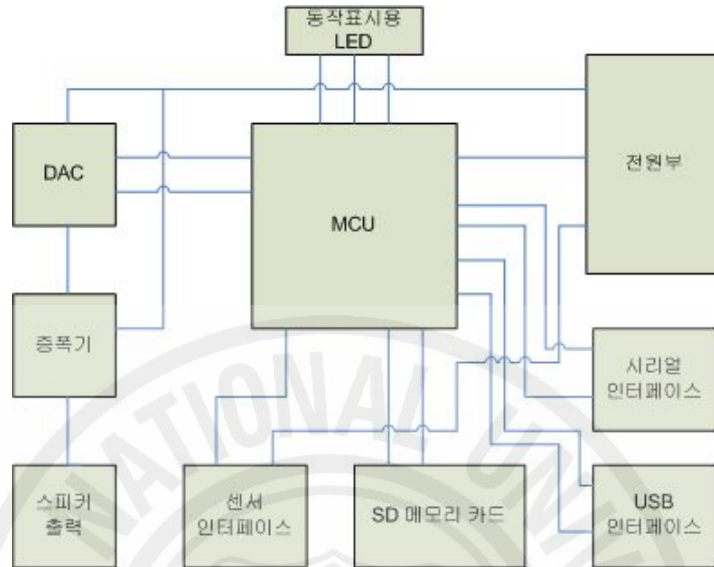 동작표시용
LED
DAC
MCU
전원부
증폭기
시리얼
인터페이스
스피커
출력
센서
인터페이스
SD 메모리 카드
USB
인터페이스
NATIONAL UNI